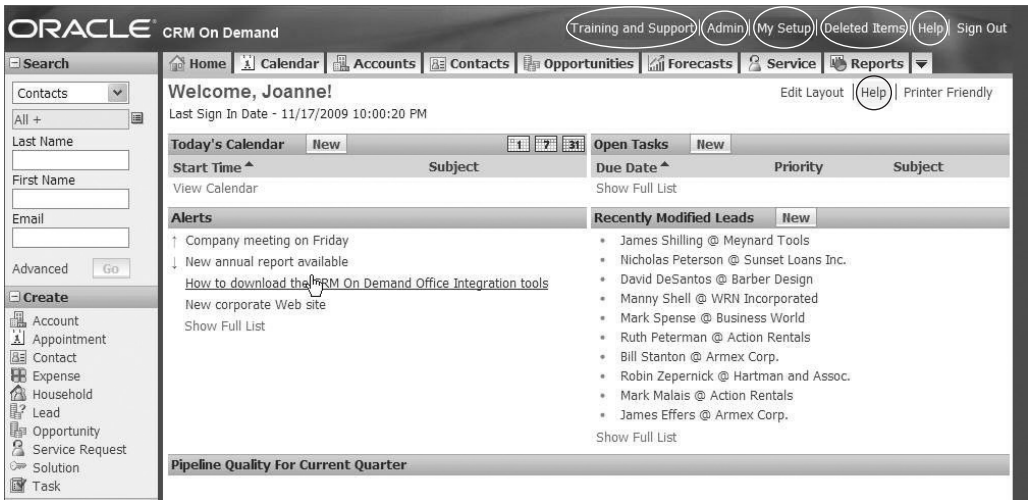 ORACLE CRM On Demand
Training and Support | Admin | My Setup | Deleted Items | Help | Sign Out
Search
Home Calendar Accounts Contacts Opportunities Forecasts Service Reports
Contacts
All +
Last Name
First Name
Email
Advanced Go
Create
Account
Appointment
Contact
Expense
Household
Lead
Opportunity
Service Request
Solution
Task
Welcome, Joanne!
Edit Layout | Help | Printer Friendly
Last Sign In Date - 11/17/2009 10:00:20 PM
Today's Calendar New 1 7 31
Start Time Subject
View Calendar
Open Tasks New
Due Date Priority Subject
Show Full List
Alerts
↑ Company meeting on Friday
↓ New annual report available
How to download the CRM On Demand Office Integration tools
New corporate Web site
Show Full List
Recently Modified Leads New
• James Shilling @ Meynard Tools
• Nicholas Peterson @ Sunset Loans Inc.
• David DeSantos @ Barber Design
• Manny Shell @ WRN Incorporated
• Mark Spense @ Business World
• Ruth Peterman @ Action Rentals
• Bill Stanton @ Armex Corp.
• Robin Zepernick @ Hartman and Assoc.
• Mark Malais @ Action Rentals
• James Effers @ Armex Corp.
Show Full List
Pipeline Quality For Current Quarter